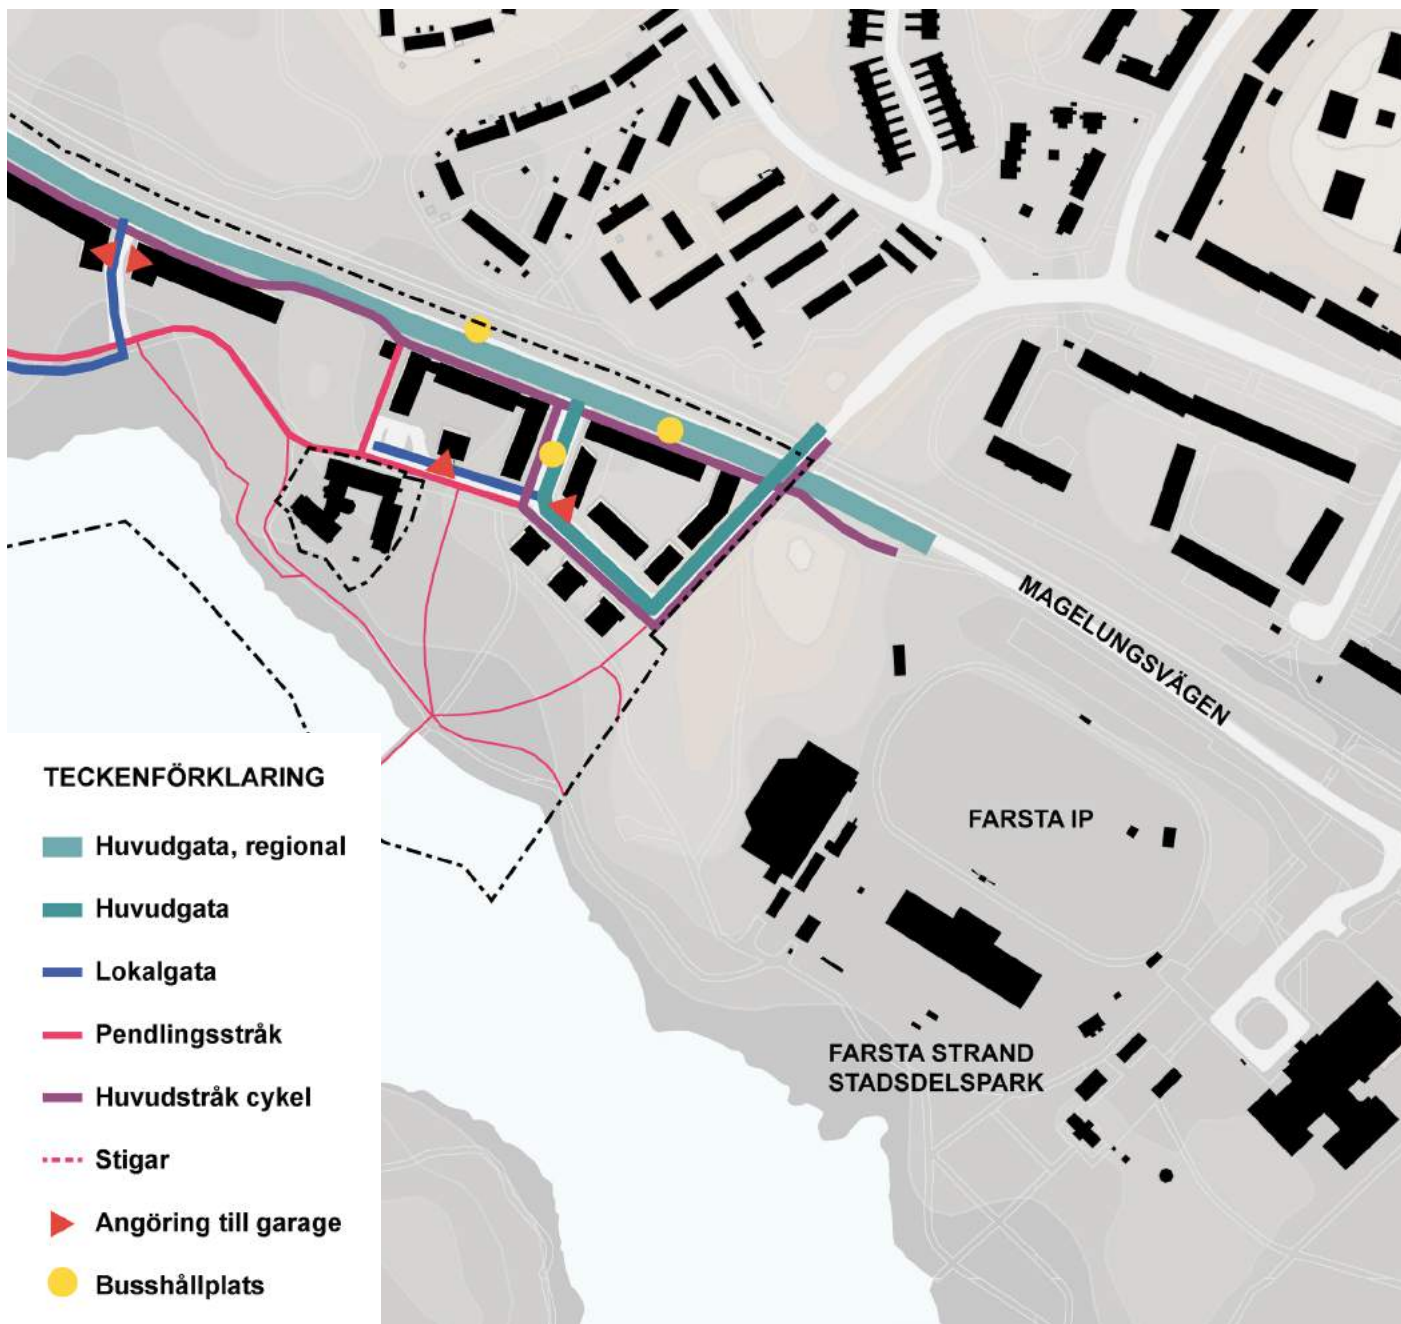 MAGELUNGSVÄGEN
FARSTA IP
FARSTA STRAND
STADSDELSPARK
TECKENFÖRKLARING
Huvudgata, regional
Huvudgata
Lokalgata
Pendlingsstråk
Huvudstråk cykel
Stigar
Angöring till garage
Busshållplats